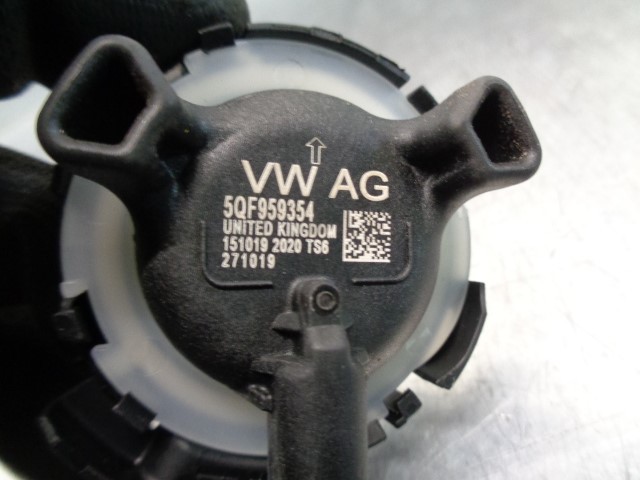 VW AG
5QF959354
UNITED KINGDOM
151019 2020 TS6
271019